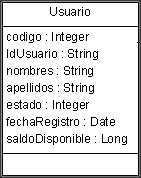 Usuario
codigo : Integer
IdUsuario : String
nombres : String
apellidos : String
estado : Integer
fechaRegistro : Date
saldoDisponible : Long